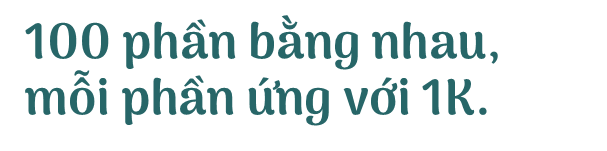 100 phần bằng nhau,
mỗi phần ứng với 1K.